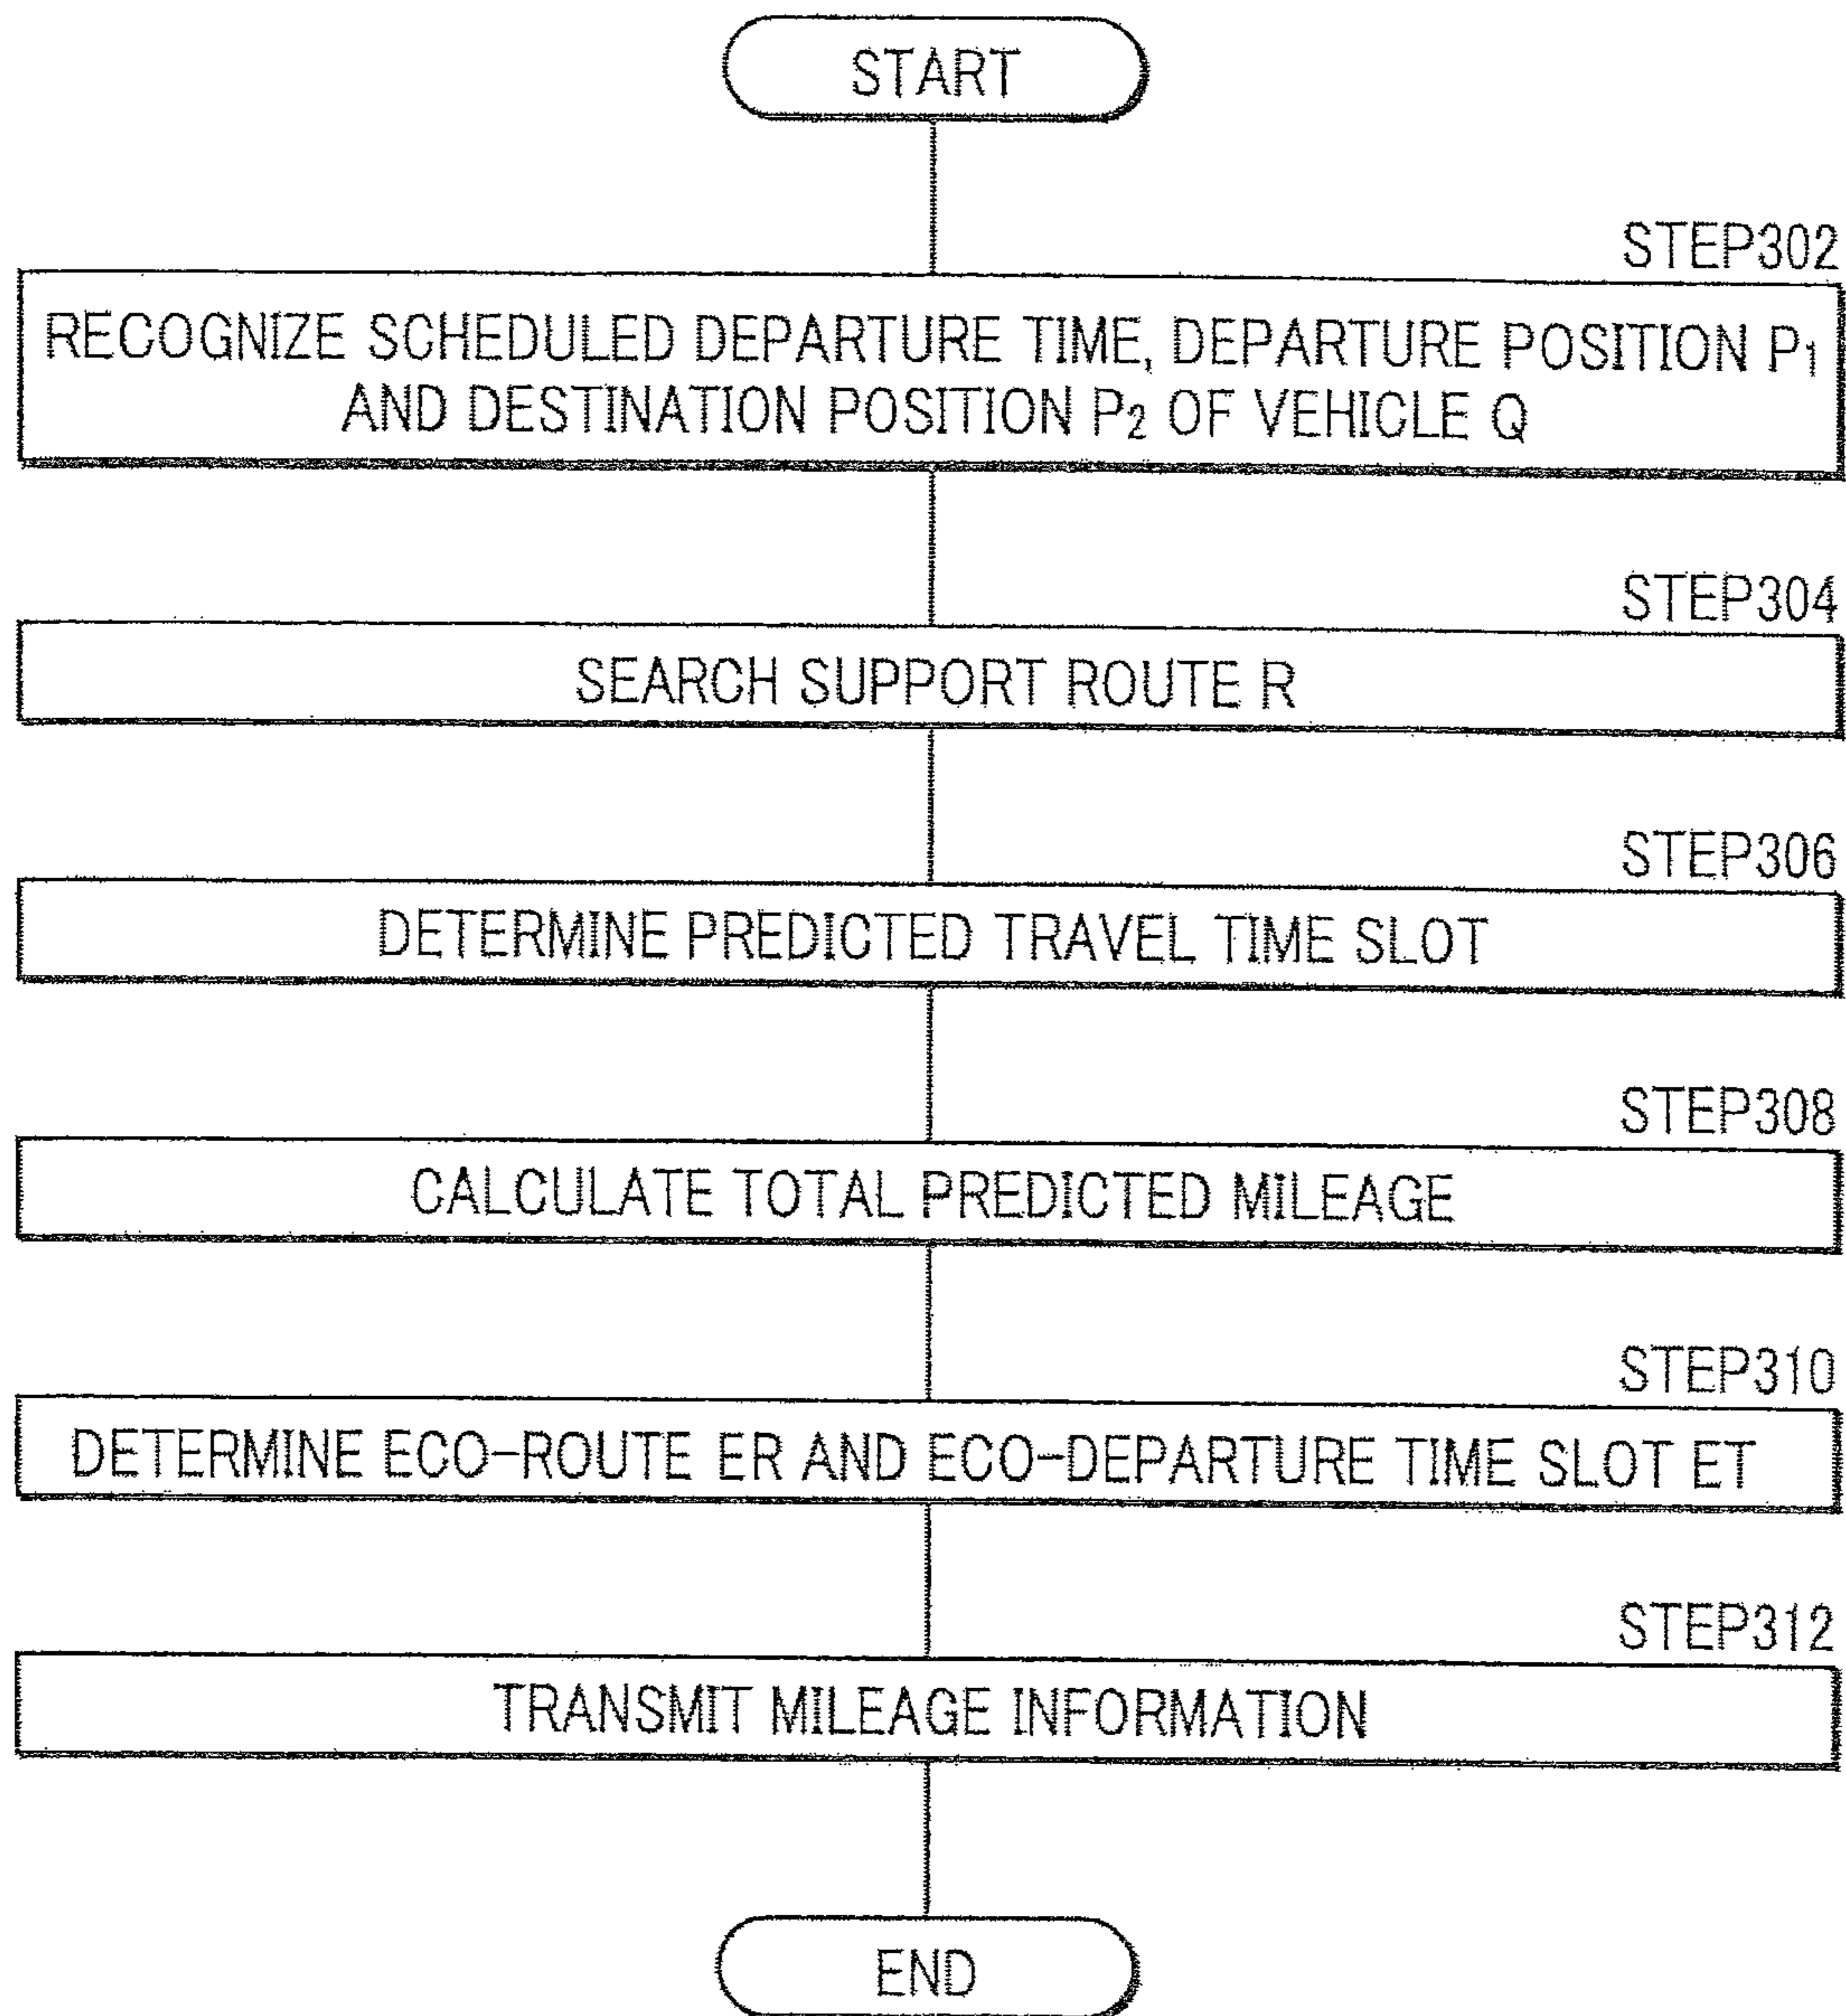 START
STEP302
RECOGNIZE SCHEDULED DEPARTURE TIME, DEPARTURE POSITION P₁
AND DESTINATION POSITION P₂ OF VEHICLE Q
STEP304
SEARCH SUPPORT ROUTE R
STEP306
DETERMINE PREDICTED TRAVEL TIME SLOT
STEP308
CALCULATE TOTAL PREDICTED MILEAGE
STEP310
DETERMINE ECO-ROUTE ER AND ECO-DEPARTURE TIME SLOT ET
STEP312
TRANSMIT MILEAGE INFORMATION
END